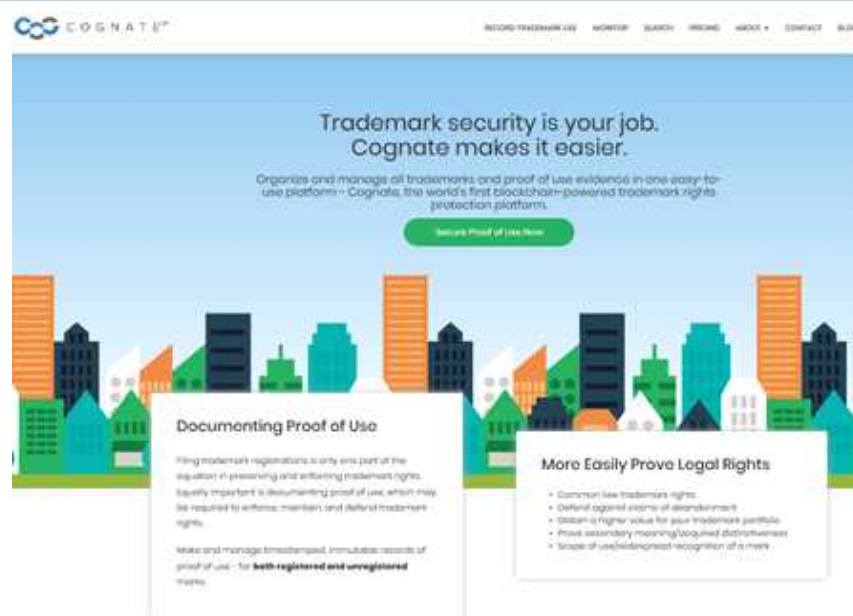 COGNATE
RECORD TRADEMARK USE MONITOR SEARCH PRICING ABOUT CONTACT BLOG
Trademark security is your job.
Cognate makes it easier.
Organize and manage all trademarks and proof of use evidence in one easy-to-
use platform - Cognate, the world's first blockchain-powered trademark rights
protection platform.
Secure Proof of Use Now
Documenting Proof of Use
Filing trademark registrations is only one part of the
equation in preserving and enforcing trademark rights.
Equally important is documenting proof of use, which may
be required to enforce, maintain, and defend trademark
rights.
Make and manage timestamped, immutable records of
proof of use - for both registered and unregistered
marks.
More Easily Prove Legal Rights
• Common law trademark rights
• Defend against claims of abandonment
• Obtain a higher value for your trademark portfolio
• Prove secondary meaning/acquired distinctiveness
• Scope of use/widespread recognition of a mark